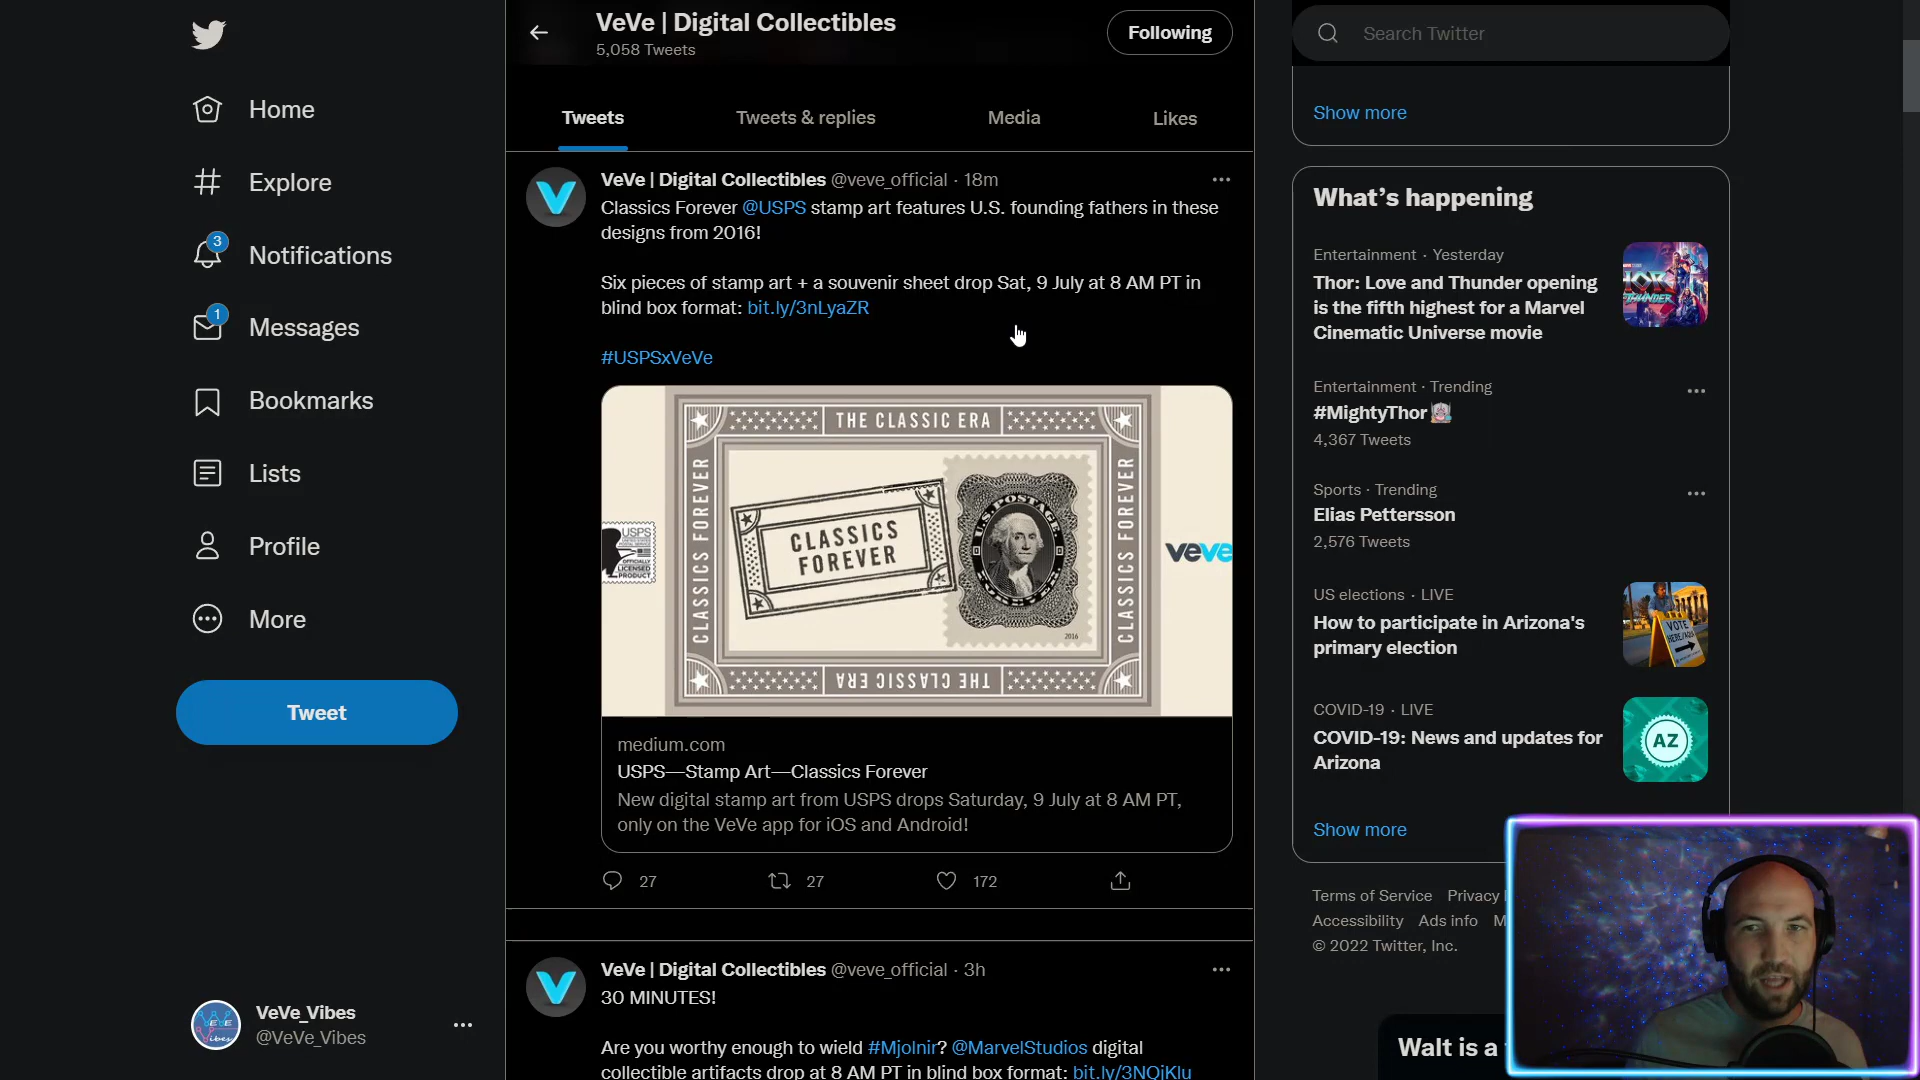 VeVe | Digital Collectibles
5,058 Tweets
Following
Search Twitter
Home
Explore
3
Notifications
1
Messages
Bookmarks
Lists
Profile
More
Tweet
VeVe_Vibes
@VeVe_Vibes
Tweets
Tweets & replies
Media
Likes
VeVe | Digital Collectibles @veve_official · 18m
Classics Forever @USPS stamp art features U.S. founding fathers in these
designs from 2016!
Six pieces of stamp art + a souvenir sheet drop Sat, 9 July at 8 AM PT in
blind box format: bit.ly/3nLyaZR
#USPSxVeVe
THE CLASSIC ERA
CLASSICS FOREVER
CLASSICS
FOREVER
U.S. POSTAGE
2016
CLASSICS FOREVER
THE CLASSIC ERA
USPS
OFFICIALLY
LICENSED
PRODUCT
veve
medium.com
USPS—Stamp Art—Classics Forever
New digital stamp art from USPS drops Saturday, 9 July at 8 AM PT,
only on the VeVe app for iOS and Android!
27
27
172
VeVe | Digital Collectibles @veve_official · 3h
30 MINUTES!
Are you worthy enough to wield #Mjolnir? @MarvelStudios digital
collectible artifacts drop at 8 AM PT in blind box format: bit.ly/3NQjKlu
Show more
What's happening
Entertainment · Yesterday
Thor: Love and Thunder opening
is the fifth highest for a Marvel
Cinematic Universe movie
THOR
THUNDER
Entertainment · Trending
#MightyThor
4,367 Tweets
Sports · Trending
Elias Pettersson
2,576 Tweets
US elections · LIVE
How to participate in Arizona's
primary election
VOTE
HERE/AQUI
COVID-19 · LIVE
COVID-19: News and updates for
Arizona
AZ
Show more
Terms of Service Privacy
Accessibility Ads info M
© 2022 Twitter, Inc.
Walt is a